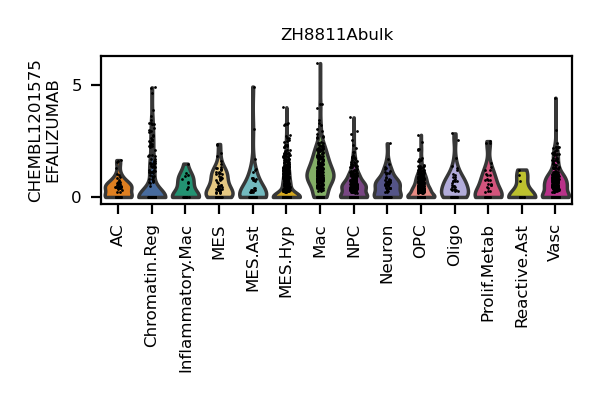 ZH8811Abulk
CHEMBL1201575
EFALIZUMAB
5
0
AC
Chromatin.Reg
Inflammatory.Mac
MES
MES.Ast
MES.Hyp
Mac
NPC
Neuron
OPC
Oligo
Prolif.Metab
Reactive.Ast
Vasc